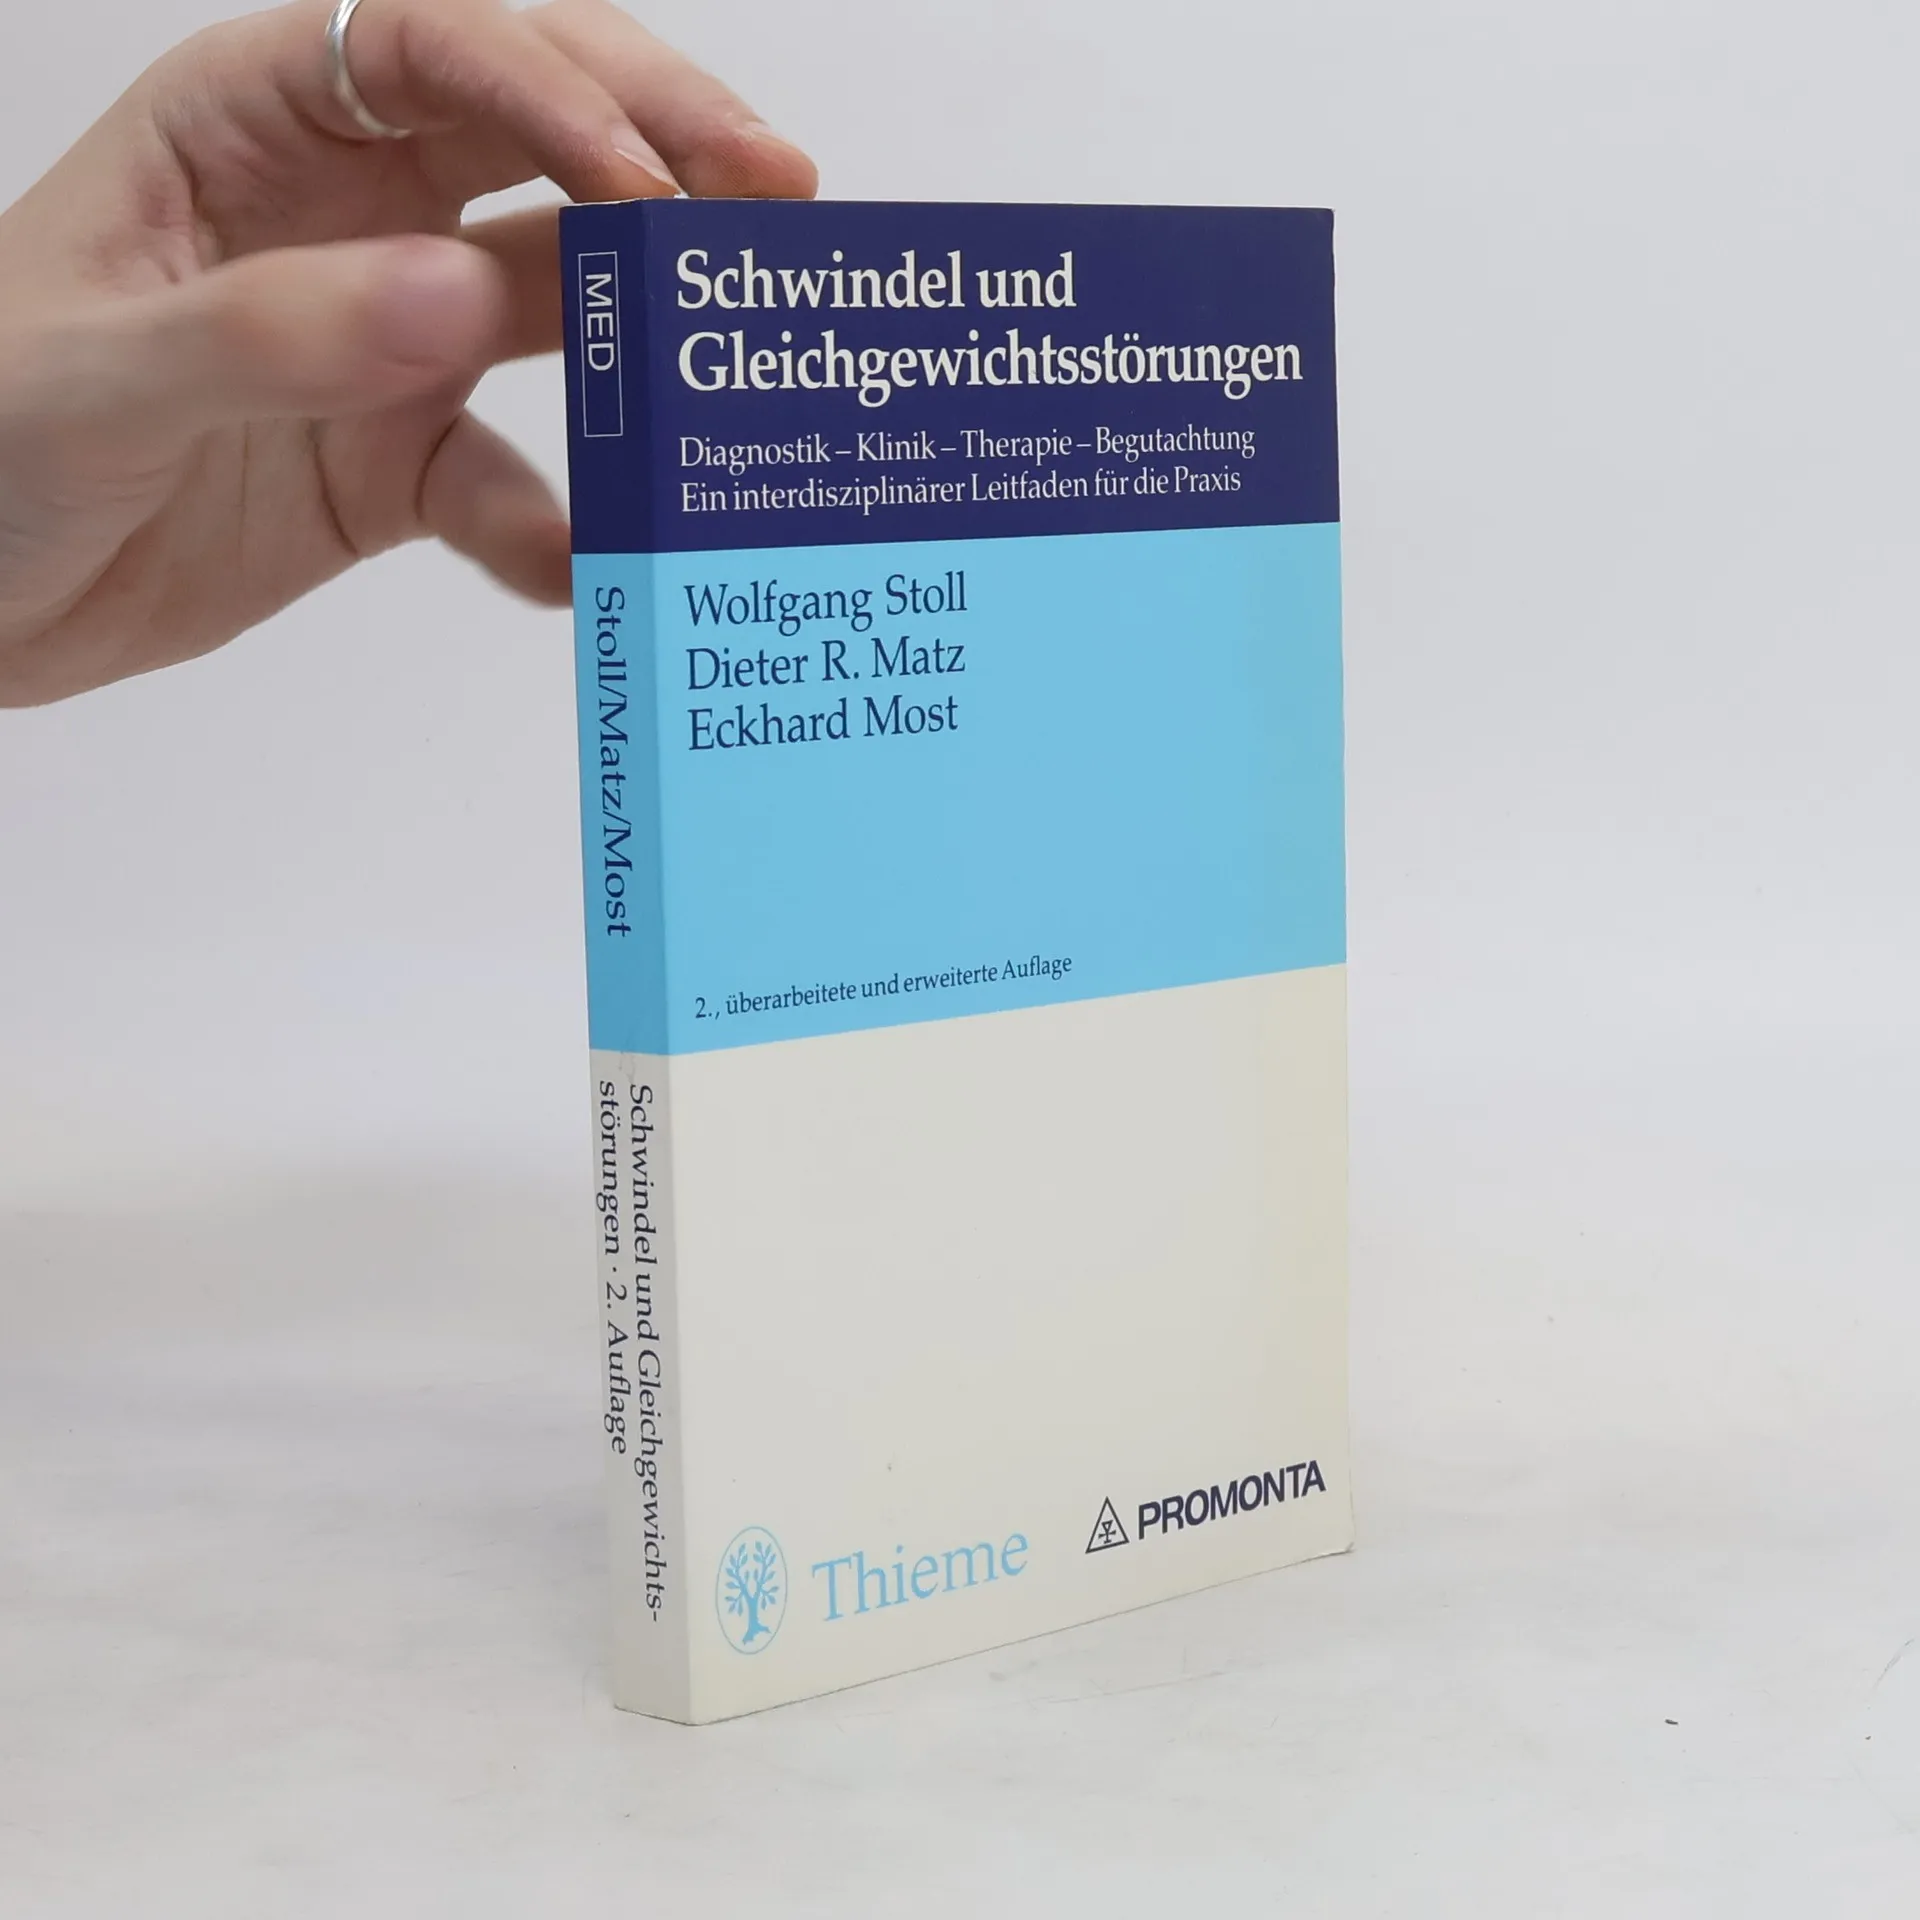 MED
Stoll/Matz/Most
Schwindel und Gleichgewichts-
störungen · 2. Auflage
Schwindel und
Gleichgewichtsstörungen
Diagnostik – Klinik – Therapie – Begutachtung
Ein interdisziplinärer Leitfaden für die Praxis
Wolfgang Stoll
Dieter R. Matz
Eckhard Most
2., überarbeitete und erweiterte Auflage
Thieme
PROMONTA